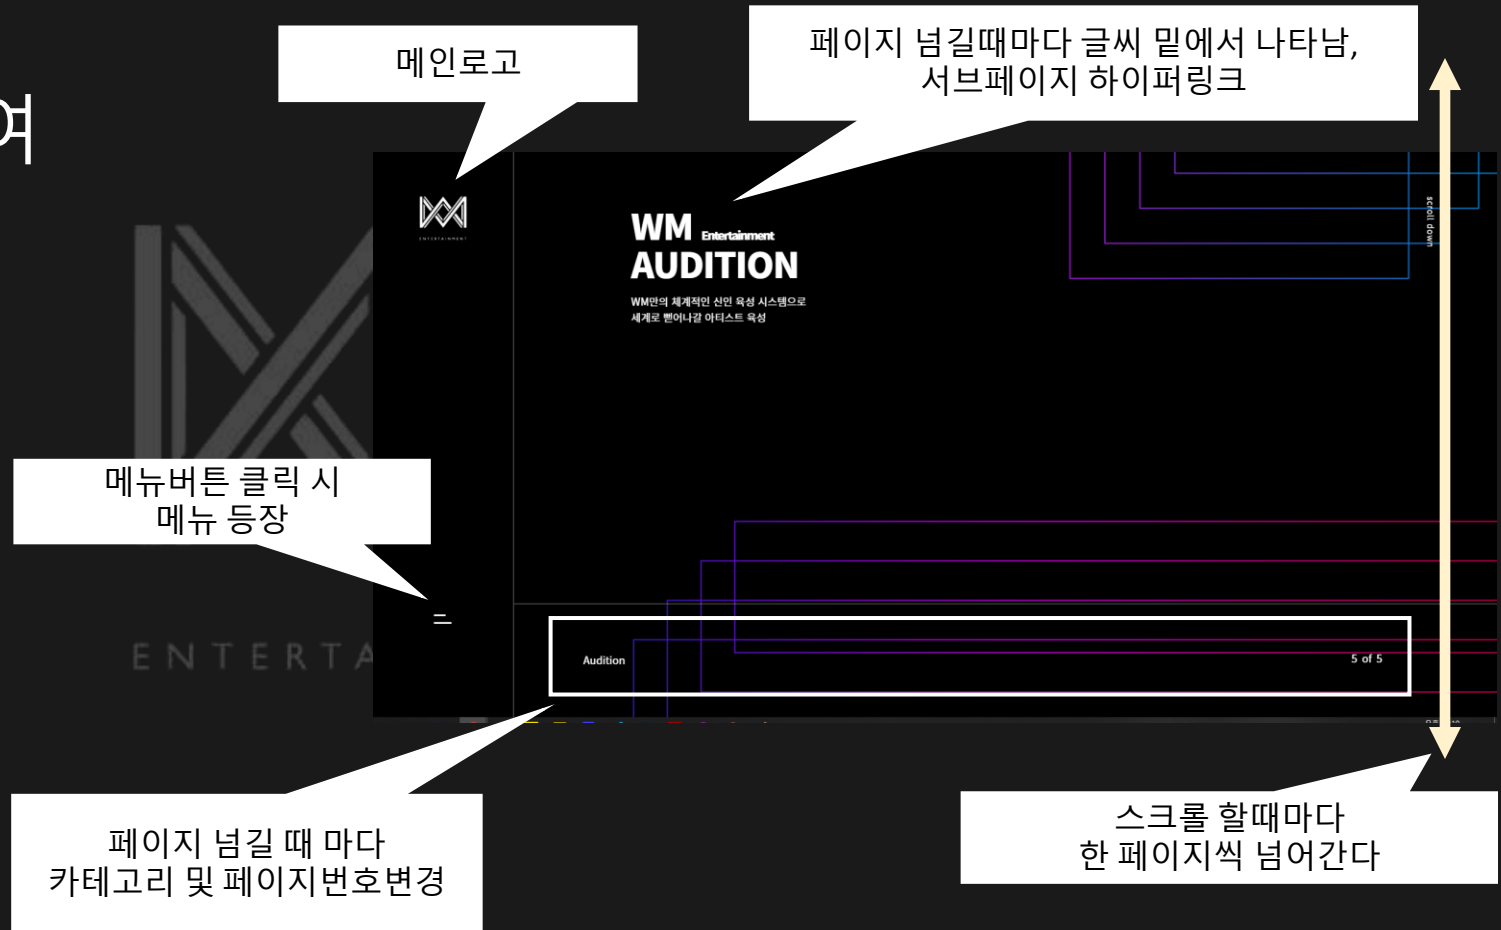 메인로고
페이지 넘길때마다 글씨 밑에서 나타남,
서브페이지 하이퍼링크
여
ENTERTAINMENT
scroll down
WM Entertainment
AUDITION
WM만의 체계적인 신인 육성 시스템으로
세계로 뻗어나갈 아티스트 육성
메뉴버튼 클릭 시
메뉴 등장
ENTERTA
Audition
5 of 5
페이지 넘길 때 마다
카테고리 및 페이지번호변경
스크롤 할때마다
한 페이지씩 넘어간다